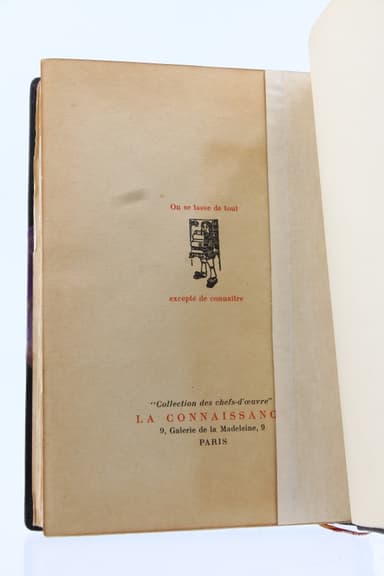 On se lasse de tout
excepté de connaître
"Collection des chefs-d'œuvre"
LA CONNAISSANC
9, Galerie de la Madeleine, 9
PARIS